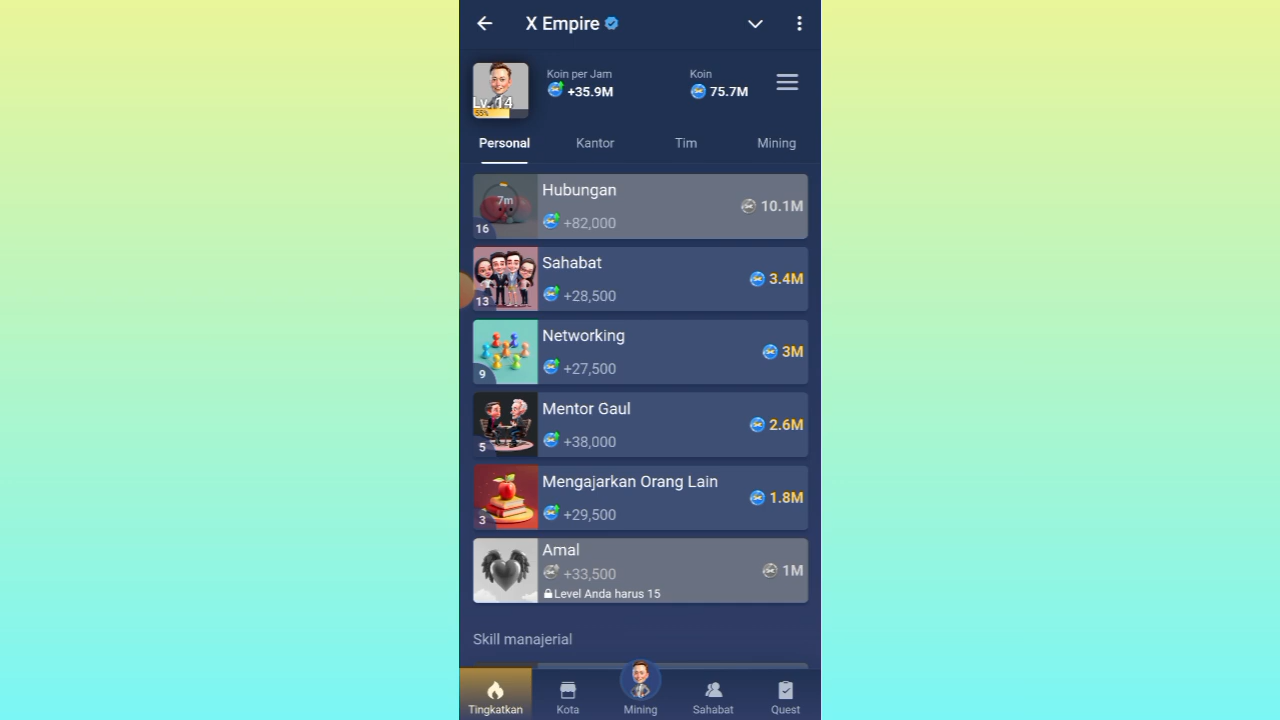 X Empire
Koin per Jam
+35.9M
Koin
75.7M
Lv. 14
55%
Personal
Kantor
Tim
Mining
7m
16
Hubungan
+82,000
10.1M
13
Sahabat
+28,500
3.4M
9
Networking
+27,500
3M
5
Mentor Gaul
+38,000
2.6M
3
Mengajarkan Orang Lain
+29,500
1.8M
Amal
+33,500
1M
Level Anda harus 15
Skill manajerial
Tingkatkan
Kota
Mining
Sahabat
Quest